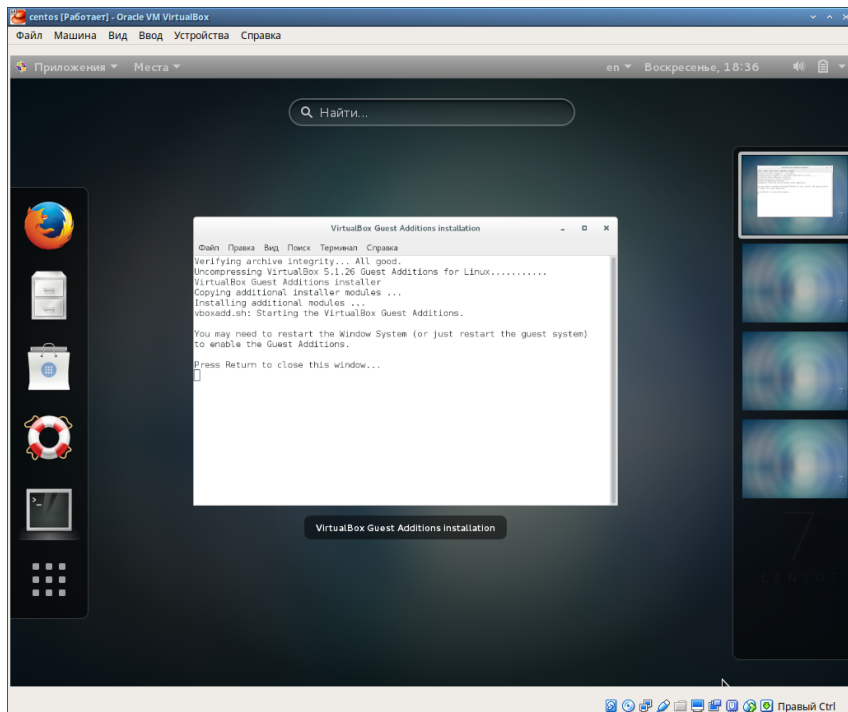 centos [Работает] - Oracle VM VirtualBox
Файл Машина Вид Ввод Устройства Справка
Приложения Места en Воскресенье, 18:36
Найти...
VirtualBox Guest Additions installation
Файл Правка Вид Поиск Терминал Справка
Verifying archive integrity... All good.
Uncompressing VirtualBox 5.1.26 Guest Additions for Linux...........
VirtualBox Guest Additions installer
Copying additional installer modules ...
Installing additional modules ...
vboxadd.sh: Starting the VirtualBox Guest Additions.
You may need to restart the Window System (or just restart the guest system)
to enable the Guest Additions.
Press Return to close this window...
VirtualBox Guest Additions installation
7
CENTOS
Правый Ctrl